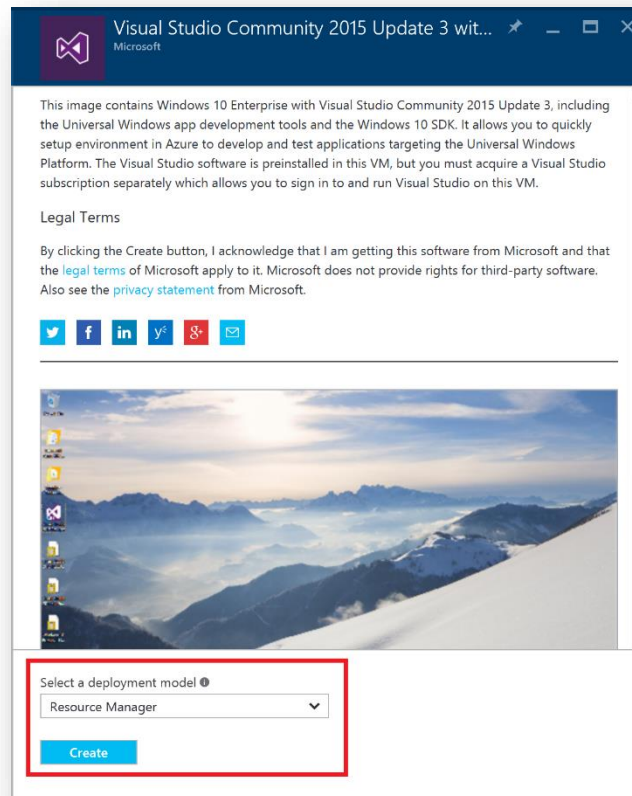 Visual Studio Community 2015 Update 3 wit...
Microsoft
This image contains Windows 10 Enterprise with Visual Studio Community 2015 Update 3, including
the Universal Windows app development tools and the Windows 10 SDK. It allows you to quickly
setup environment in Azure to develop and test applications targeting the Universal Windows
Platform. The Visual Studio software is preinstalled in this VM, but you must acquire a Visual Studio
subscription separately which allows you to sign in to and run Visual Studio on this VM.
Legal Terms
By clicking the Create button, I acknowledge that I am getting this software from Microsoft and that
the legal terms of Microsoft apply to it. Microsoft does not provide rights for third-party software.
Also see the privacy statement from Microsoft.
Select a deployment model
Resource Manager
Create